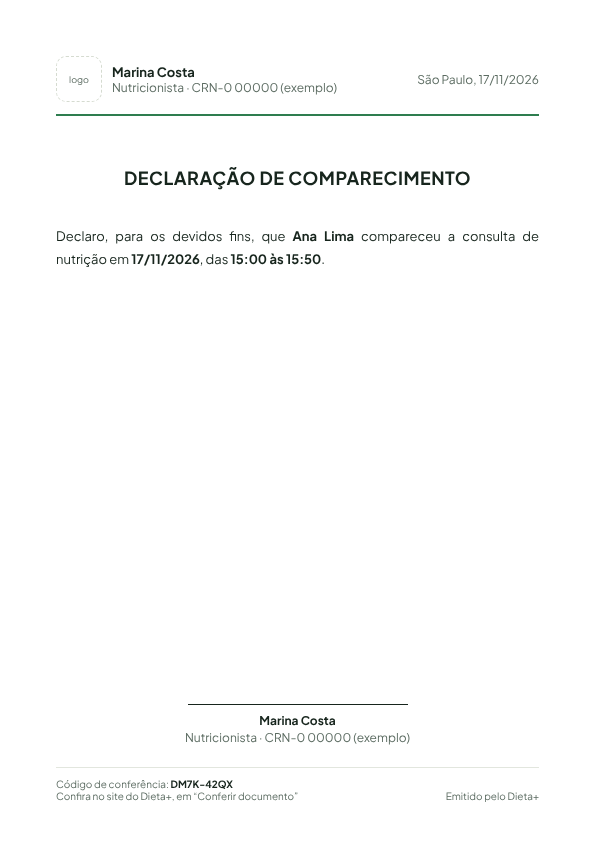 logo
Marina Costa
Nutricionista · CRN-0 00000 (exemplo)
São Paulo, 17/11/2026
DECLARAÇÃO DE COMPARECIMENTO
Declaro, para os devidos fins, que Ana Lima compareceu a consulta de
nutrição em 17/11/2026, das 15:00 às 15:50.
Marina Costa
Nutricionista · CRN-0 00000 (exemplo)
Código de conferência: DM7K-42QX
Confira no site do Dieta+, em “Conferir documento”
Emitido pelo Dieta+